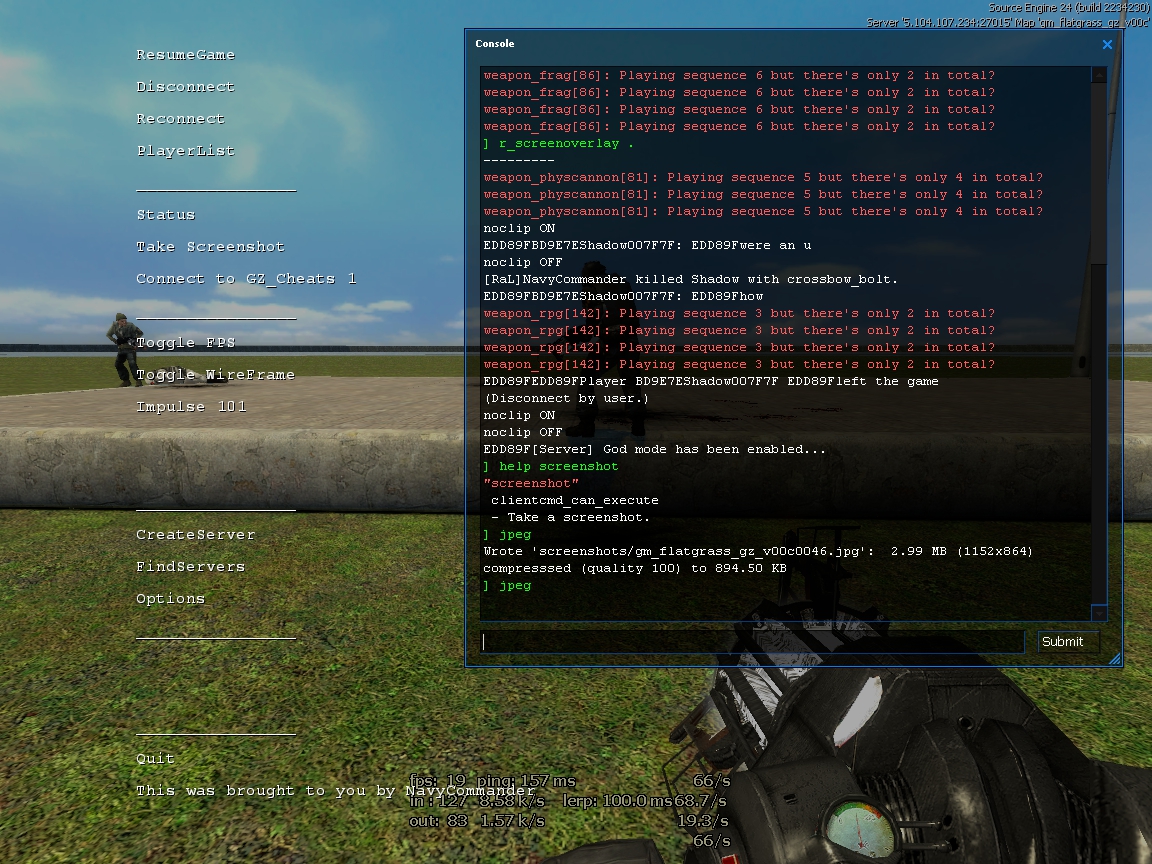 Source Engine 24 (build 2234230)
Server '5.104.107.234:27015' Map 'gm_flatgrass_gz_v00c'
ResumeGame
Disconnect
Reconnect
PlayerList
Status
Take Screenshot
Connect to GZ_Cheats 1
Toggle FPS
Toggle WireFrame
Impulse 101
CreateServer
FindServers
Options
Quit
This was brought to you by NavyCommander
Console
weapon_frag[86]: Playing sequence 6 but there's only 2 in total?
weapon_frag[86]: Playing sequence 6 but there's only 2 in total?
weapon_frag[86]: Playing sequence 6 but there's only 2 in total?
weapon_frag[86]: Playing sequence 6 but there's only 2 in total?
] r_screenoverlay .
---------
weapon_physcannon[81]: Playing sequence 5 but there's only 4 in total?
weapon_physcannon[81]: Playing sequence 5 but there's only 4 in total?
weapon_physcannon[81]: Playing sequence 5 but there's only 4 in total?
noclip ON
EDD89FBD9E7EShadow007F7F: EDD89Fwere an u
noclip OFF
[RaL]NavyCommander killed Shadow with crossbow_bolt.
EDD89FBD9E7EShadow007F7F: EDD89Fhow
weapon_rpg[142]: Playing sequence 3 but there's only 2 in total?
weapon_rpg[142]: Playing sequence 3 but there's only 2 in total?
weapon_rpg[142]: Playing sequence 3 but there's only 2 in total?
weapon_rpg[142]: Playing sequence 3 but there's only 2 in total?
EDD89FEDD89FPlayer BD9E7EShadow007F7F EDD89Fleft the game
(Disconnect by user.)
noclip ON
noclip OFF
EDD89F[Server] God mode has been enabled...
] help screenshot
"screenshot"
clientcmd_can_execute
- Take a screenshot.
] jpeg
Wrote 'screenshots/gm_flatgrass_gz_v00c0046.jpg':  2.99 MB (1152x864)
compresssed (quality 100) to 894.50 KB
] jpeg
Submit
fps: 19 ping: 157 ms 66/s
in : 127 8.58 k/s lerp: 100.0 ms 68.7/s
out: 83 1.57 k/s 19.3/s
66/s